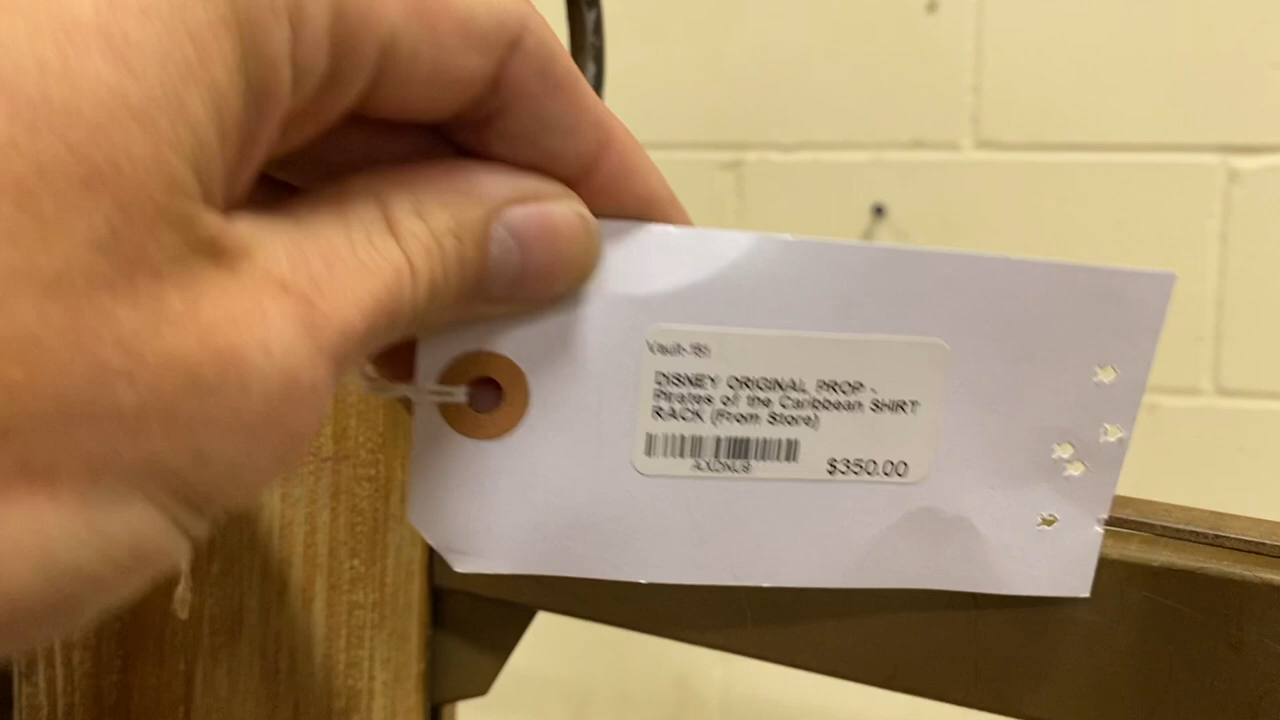 DISNEY ORIGINAL PROP -
Pirates of the Caribbean SHIRT
RACK (From Store)
$350.00